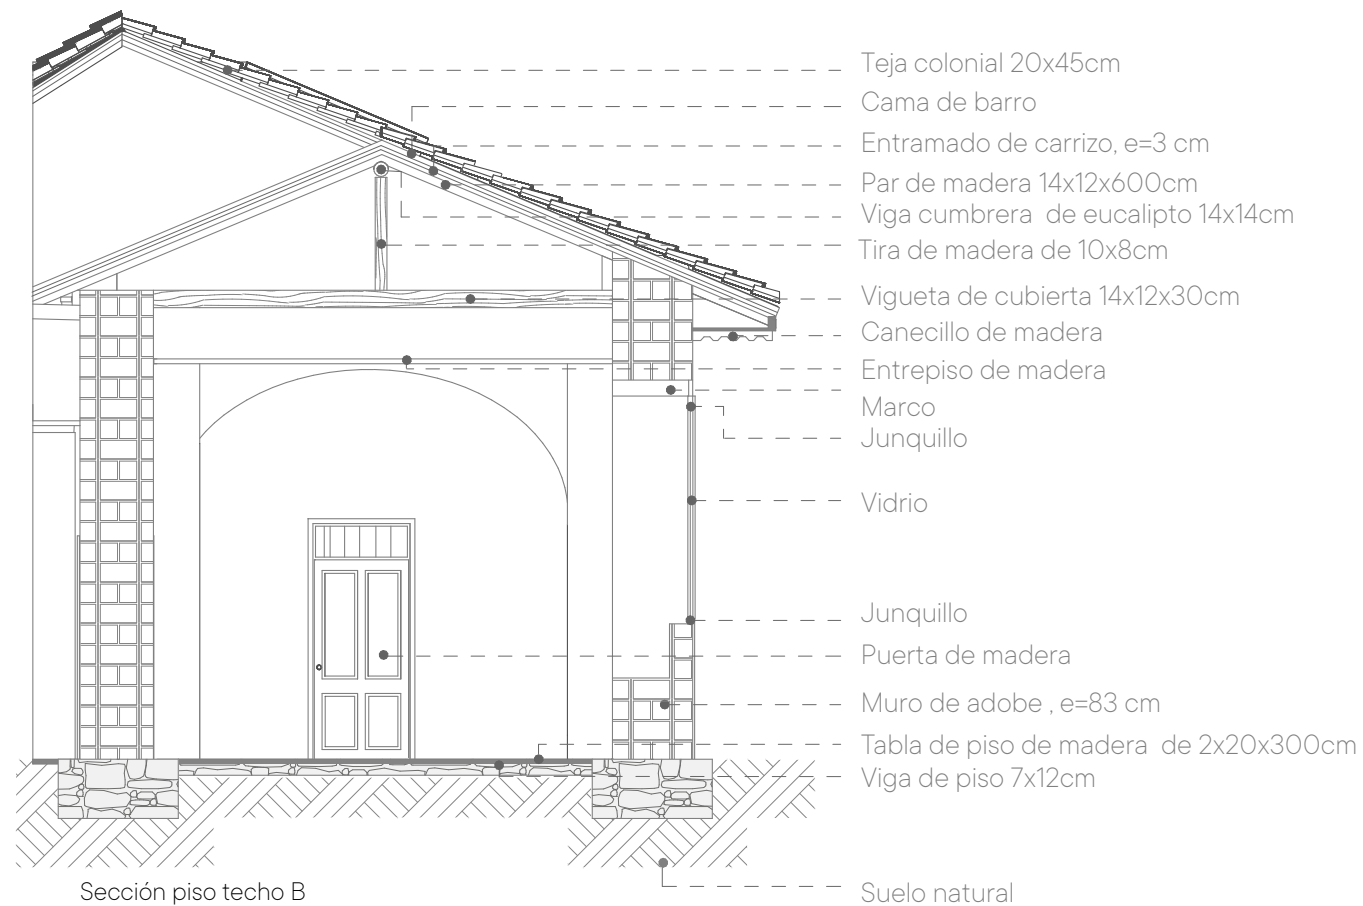 Teja colonial 20x45cm
Cama de barro
Entramado de carrizo, e=3 cm
Par de madera 14x12x600cm
Viga cumbrera de eucalipto 14x14cm
Tira de madera de 10x8cm
Vigueta de cubierta 14x12x30cm
Canecillo de madera
Entrepiso de madera
Marco
Junquillo
Vidrio
Junquillo
Puerta de madera
Muro de adobe , e=83 cm
Tabla de piso de madera de 2x20x300cm
Viga de piso 7x12cm
Suelo natural
Sección piso techo B